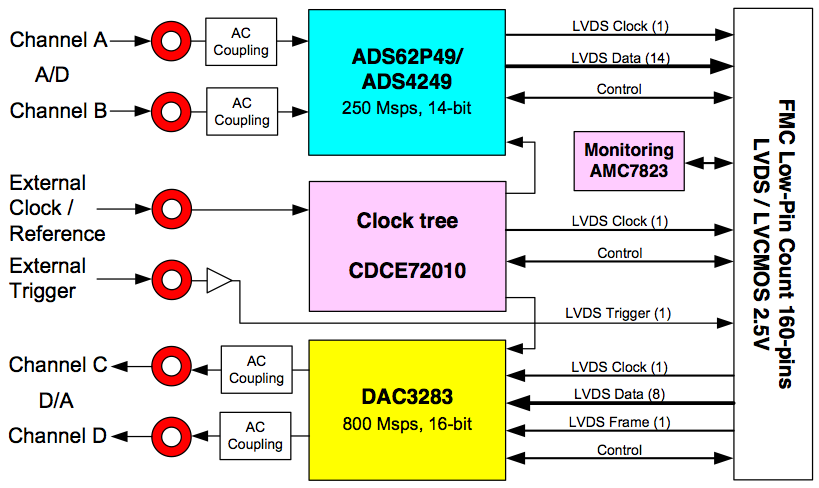 Channel A
A/D
Channel B
AC
Coupling
AC
Coupling
ADS62P49/
ADS4249
250 Msps, 14-bit
LVDS Clock (1)
LVDS Data (14)
Control
Monitoring
AMC7823
External
Clock /
Reference
External
Trigger
Clock tree
CDCE72010
LVDS Clock (1)
Control
LVDS Trigger (1)
Channel C
D/A
Channel D
AC
Coupling
AC
Coupling
DAC3283
800 Msps, 16-bit
LVDS Clock (1)
LVDS Data (8)
LVDS Frame (1)
Control
FMC Low-Pin Count 160-pins
LVDS / LVCMOS 2.5V